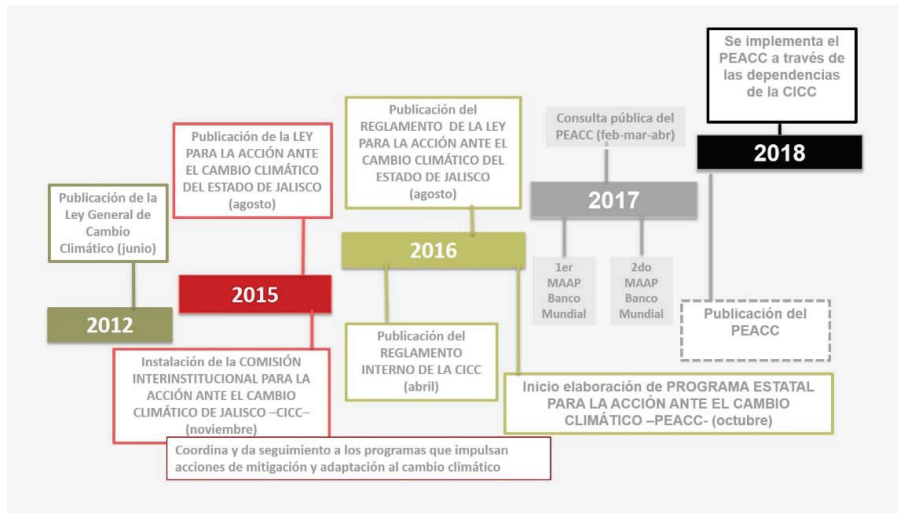 Publicación de la
Ley General de
Cambio
Climático (junio)
2012
Publicación de la LEY
PARA LA ACCIÓN ANTE
EL CAMBIO CLIMÁTICO
DEL ESTADO DE JALISCO
(agosto)
2015
Instalación de la COMISIÓN
INTERINSTITUCIONAL PARA LA
ACCIÓN ANTE EL CAMBIO
CLIMÁTICO DE JALISCO –CICC–
(noviembre)
Coordina y da seguimiento a los programas que impulsan
acciones de mitigación y adaptación al cambio climático
Publicación del
REGLAMENTO DE LA LEY
PARA LA ACCIÓN ANTE EL
CAMBIO CLIMÁTICO DEL
ESTADO DE JALISCO
(agosto)
2016
Publicación del
REGLAMENTO
INTERNO DE LA CICC
(abril)
Inicio elaboración de PROGRAMA ESTATAL
PARA LA ACCIÓN ANTE EL CAMBIO
CLIMÁTICO –PEACC- (octubre)
Consulta pública del
PEACC (feb-mar-abr)
2017
1er
MAAP
Banco
Mundial
2do
MAAP
Banco
Mundial
Se implementa el
PEACC a través de
las dependencias
de la CICC
2018
Publicación del
PEACC